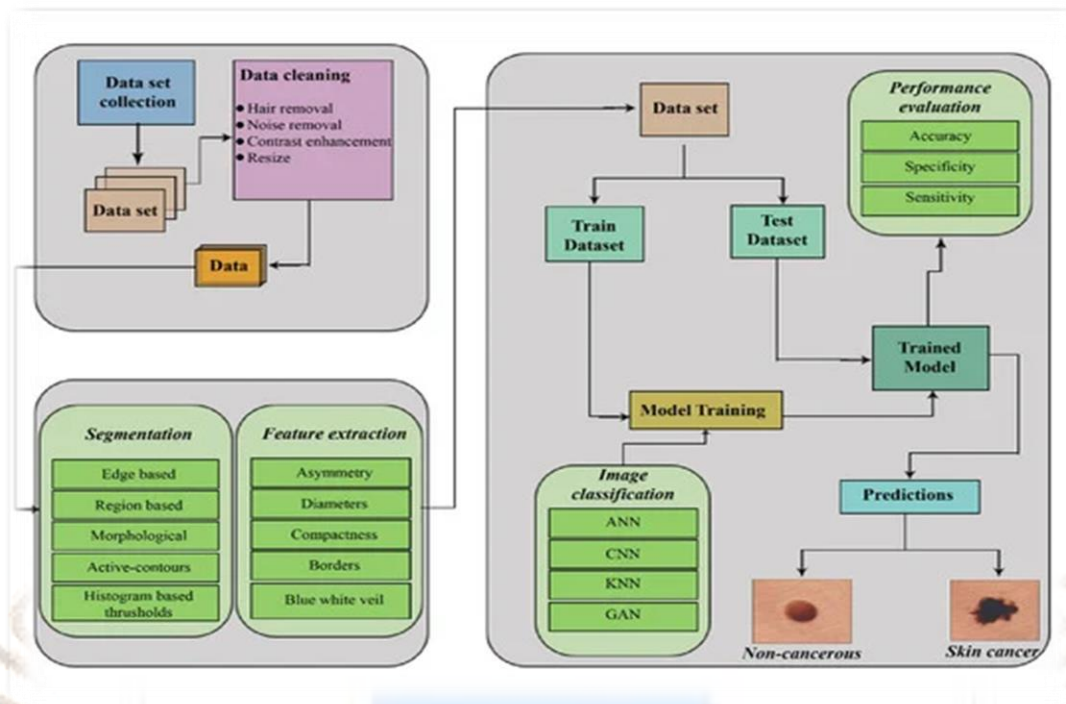 Data set
collection
Data set
Data cleaning
● Hair removal
● Noise removal
● Contrast enhancement
● Resize
Data
Segmentation
Edge based
Region based
Morphological
Active-contours
Histogram based
thrusholds
Feature extraction
Asymmetry
Diameters
Compactness
Borders
Blue white veil
Data set
Train
Dataset
Test
Dataset
Performance
evaluation
Accuracy
Specificity
Sensitivity
Trained
Model
Model Training
Image
classification
ANN
CNN
KNN
GAN
Predictions
Non-cancerous
Skin cancer